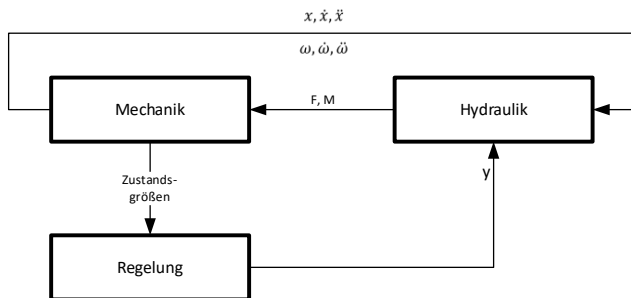 x, ẋ, ẍ
ω, ω̇, ω̈
Mechanik
F, M
Hydraulik
Zustands-
größen
y
Regelung